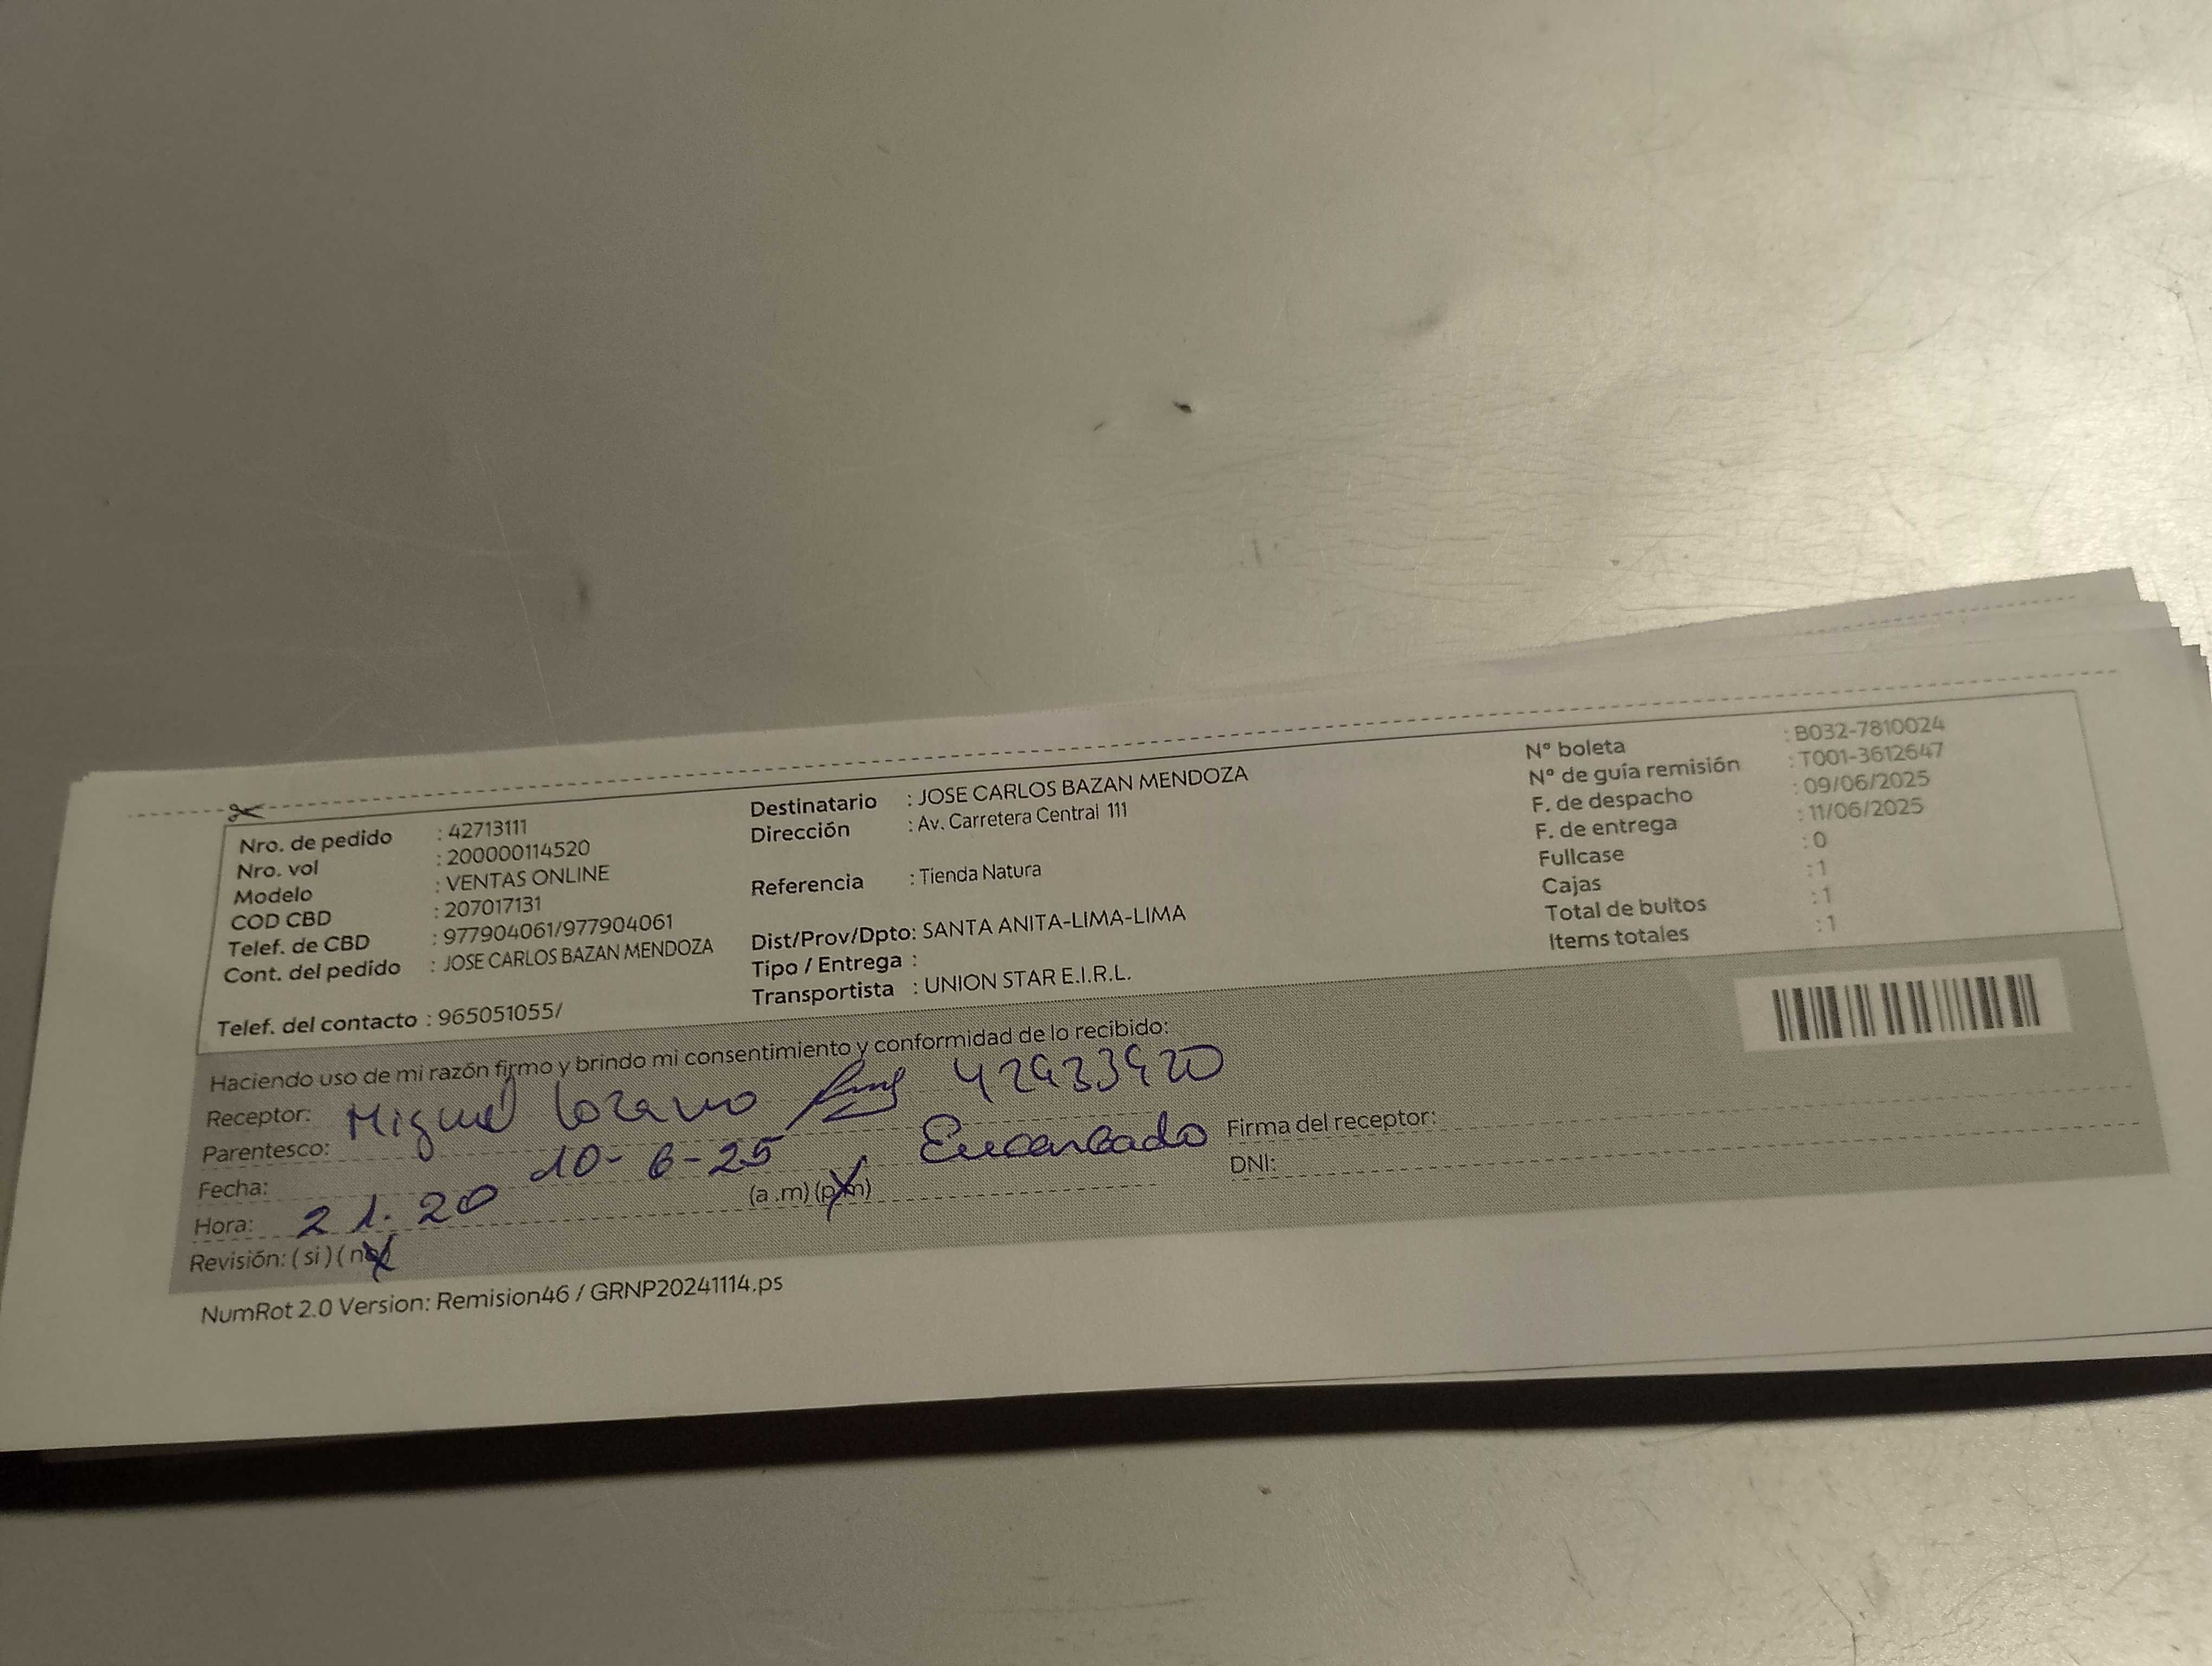 Nro. de pedido : 42713111
Nro. vol : 200000114520
Modelo : VENTAS ONLINE
COD CBD : 207017131
Telef. de CBD : 977904061/977904061
Cont. del pedido : JOSE CARLOS BAZAN MENDOZA
Telef. del contacto : 965051055/
Destinatario : JOSE CARLOS BAZAN MENDOZA
Dirección : Av. Carretera Central 111
Referencia : Tienda Natura
Dist/Prov/Dpto: SANTA ANITA-LIMA-LIMA
Tipo / Entrega :
Transportista : UNION STAR E.I.R.L.
N° boleta : B032-7810024
N° de guía remisión : T001-3612647
F. de despacho : 09/06/2025
F. de entrega : 11/06/2025
Fullcase : 0
Cajas : 1
Total de bultos : 1
Items totales : 1
Haciendo uso de mi razón firmo y brindo mi consentimiento y conformidad de lo recibido:
Receptor: Miguel Lozano
Parentesco: Encargado
Fecha: 10-6-25
Hora: 21.20 (a.m) (p.m)
Revisión: ( si ) ( no )
Firma del receptor:
DNI:
NumRot 2.0 Version: Remision46 / GRNP20241114.ps